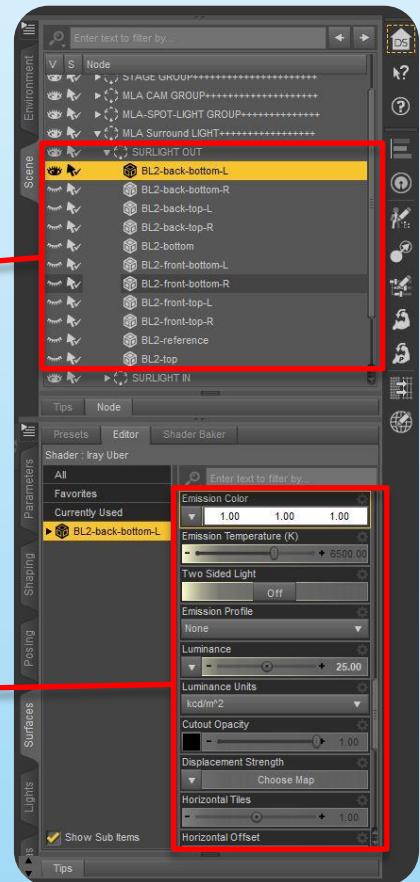 Enter text to filter by...
DS
Environment
V S Node
STAGE GROUP++++++++++++++++++++++
MLA CAM GROUP++++++++++++++++++
MLA-SPOT-LIGHT GROUP+++++++++++++++
MLA Surround LIGHT++++++++++++++++++
Scene
SURLIGHT OUT
BL2-back-bottom-L
BL2-back-bottom-R
BL2-back-top-L
BL2-back-top-R
BL2-bottom
BL2-front-bottom-L
BL2-front-bottom-R
BL2-front-top-L
BL2-front-top-R
BL2-reference
BL2-top
SURLIGHT IN
Tips Node
Presets Editor Shader Baker
Shader : Iray Uber
Parameters
All
Favorites
Currently Used
BL2-back-bottom-L
Enter text to filter by...
Emission Color
1.00 1.00 1.00
Emission Temperature (K)
- + 6500.00
Shaping
Two Sided Light
Off
Emission Profile
None
Posing
Luminance
- + 25.00
Luminance Units
kcd/m^2
Surfaces
Cutout Opacity
- + 1.00
Displacement Strength
Choose Map
Lights
Horizontal Tiles
- + 1.00
Show Sub Items
Horizontal Offset
Tips